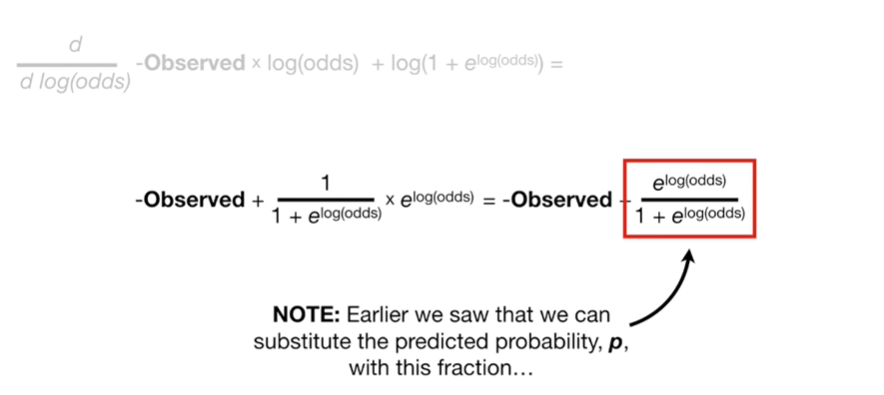 d
d log(odds)
-Observed x log(odds) + log(1 + e^log(odds)) =
-Observed + 1 / 1 + e^log(odds) x e^log(odds) = -Observed + e^log(odds) / 1 + e^log(odds)
NOTE: Earlier we saw that we can
substitute the predicted probability, p,
with this fraction…